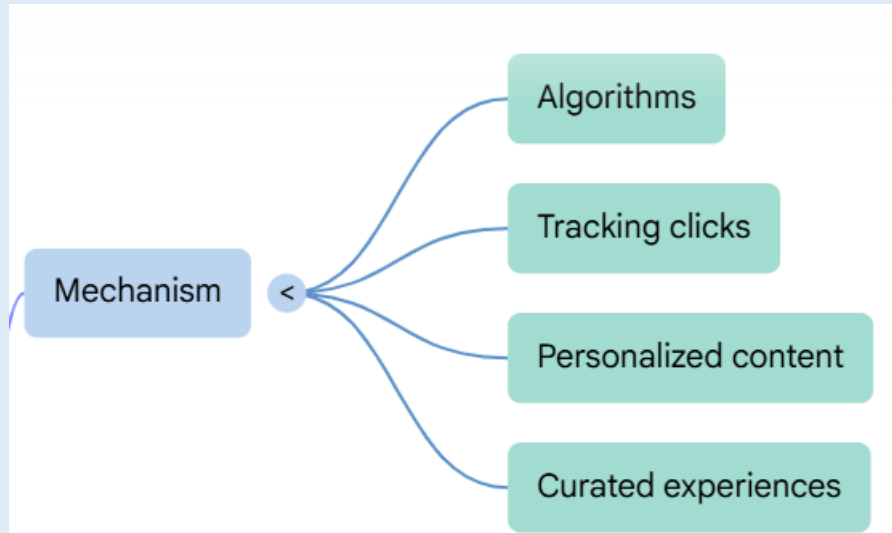 Algorithms
Tracking clicks
Mechanism
<
Personalized content
Curated experiences